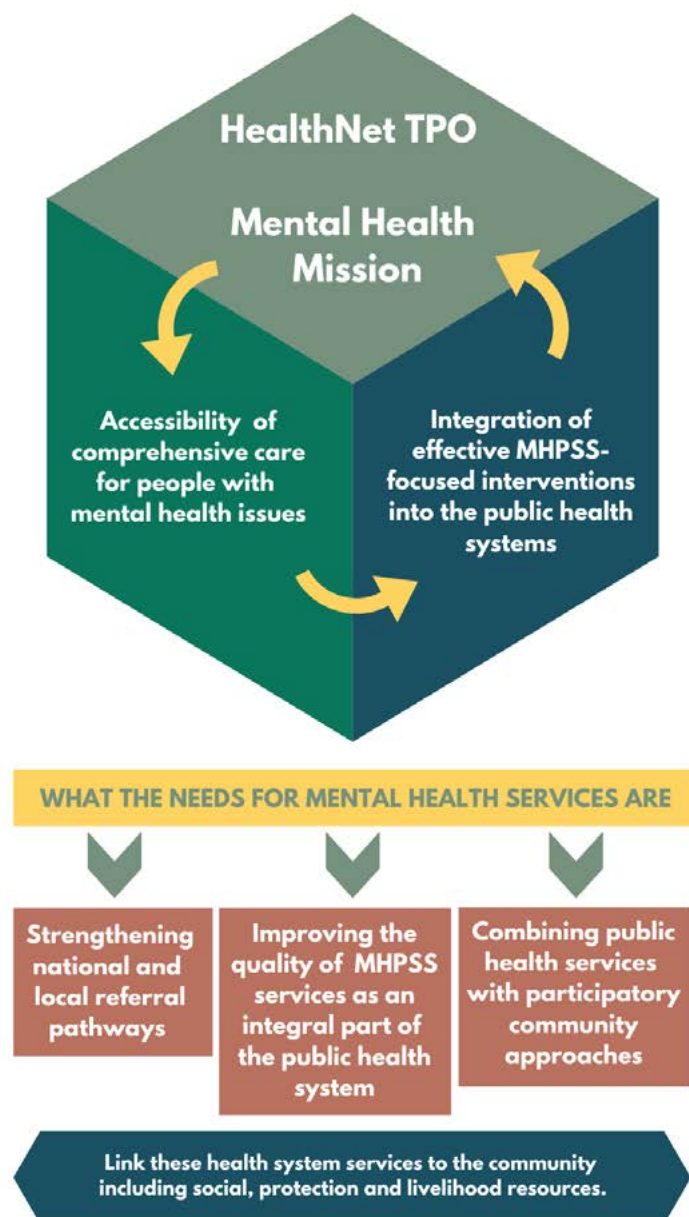 HealthNet TPO
Mental Health
Mission
Accessibility of
comprehensive care
for people with
mental health issues
Integration of
effective MHPSS-
focused interventions
into the public health
systems
WHAT THE NEEDS FOR MENTAL HEALTH SERVICES ARE
Strengthening
national and
local referral
pathways
Improving the
quality of MHPSS
services as an
integral part of
the public health
system
Combining public
health services
with participatory
community
approaches
Link these health system services to the community
including social, protection and livelihood resources.